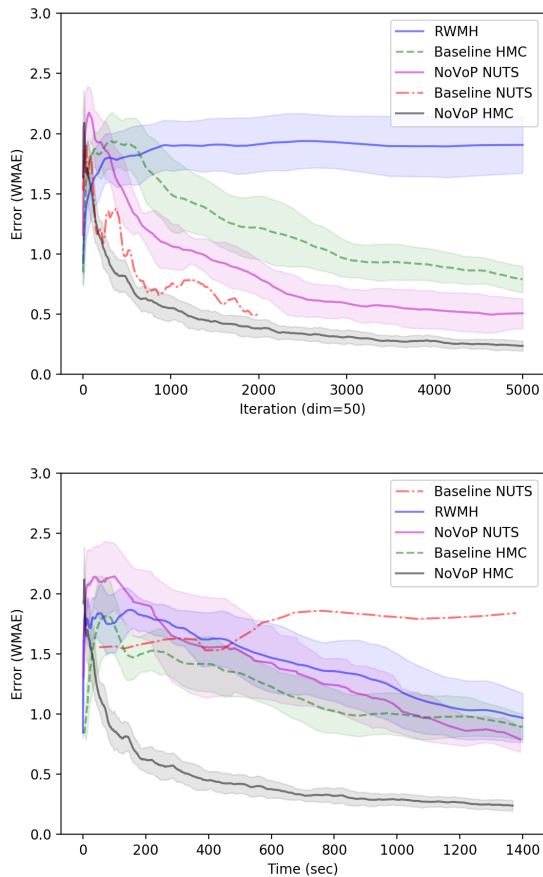 3.0
2.5
2.0
1.5
1.0
0.5
0.0
Error (WMAE)
RWMH
Baseline HMC
NoVoP NUTS
Baseline NUTS
NoVoP HMC
0 1000 2000 3000 4000 5000
Iteration (dim=50)
3.0
2.5
2.0
1.5
1.0
0.5
0.0
Error (WMAE)
Baseline NUTS
RWMH
NoVoP NUTS
Baseline HMC
NoVoP HMC
0 200 400 600 800 1000 1200 1400
Time (sec)